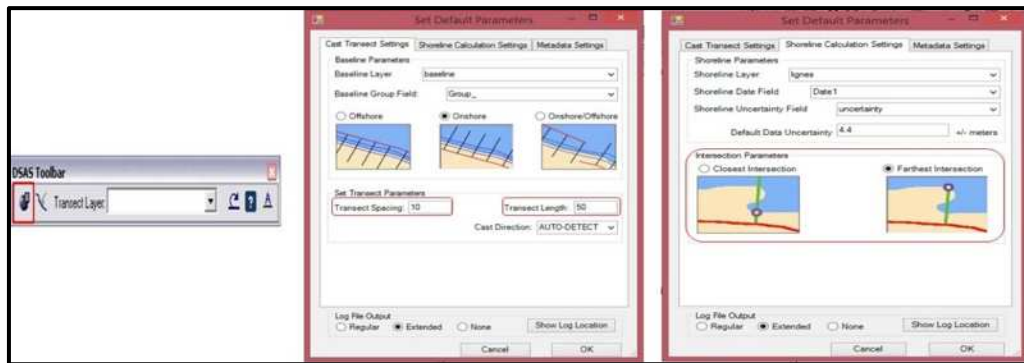 DSAS Toolbar
Transect Layer:
Set Default Parameters
Cast Transect Settings Shoreline Calculation Settings Metadata Settings
Baseline Parameters
Baseline Layer baseline
Baseline Group Field: Group_
Offshore Onshore Onshore/Offshore
Set Transect Parameters
Transect Spacing: 10 Transect Length: 50
Cast Direction: AUTO-DETECT
Log File Output
Regular Extended None Show Log Location
Cancel OK
Set Default Parameters
Cast Transect Settings Shoreline Calculation Settings Metadata Settings
Shoreline Parameters
Shoreline Layer lignes
Shoreline Date Field Date1
Shoreline Uncertainty Field uncertainty
Default Data Uncertainty 4.4 +/- meters
Intersection Parameters
Closest Intersection Farthest Intersection
Log File Output
Regular Extended None Show Log Location
Cancel OK